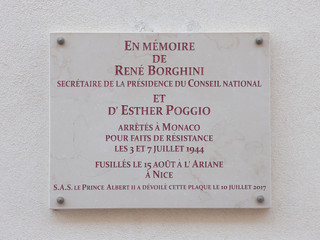 EN MÉMOIRE
DE
RENÉ BORGHINI
SECRÉTAIRE DE LA PRÉSIDENCE DU CONSEIL NATIONAL
ET
D'ESTHER POGGIO
ARRÊTÉS À MONACO
POUR FAITS DE RÉSISTANCE
LES 3 ET 7 JUILLET 1944
FUSILLÉS LE 15 AOÛT À L'ARIANE
À NICE
S.A.S. LE PRINCE ALBERT II A DÉVOILÉ CETTE PLAQUE LE 10 JUILLET 2017